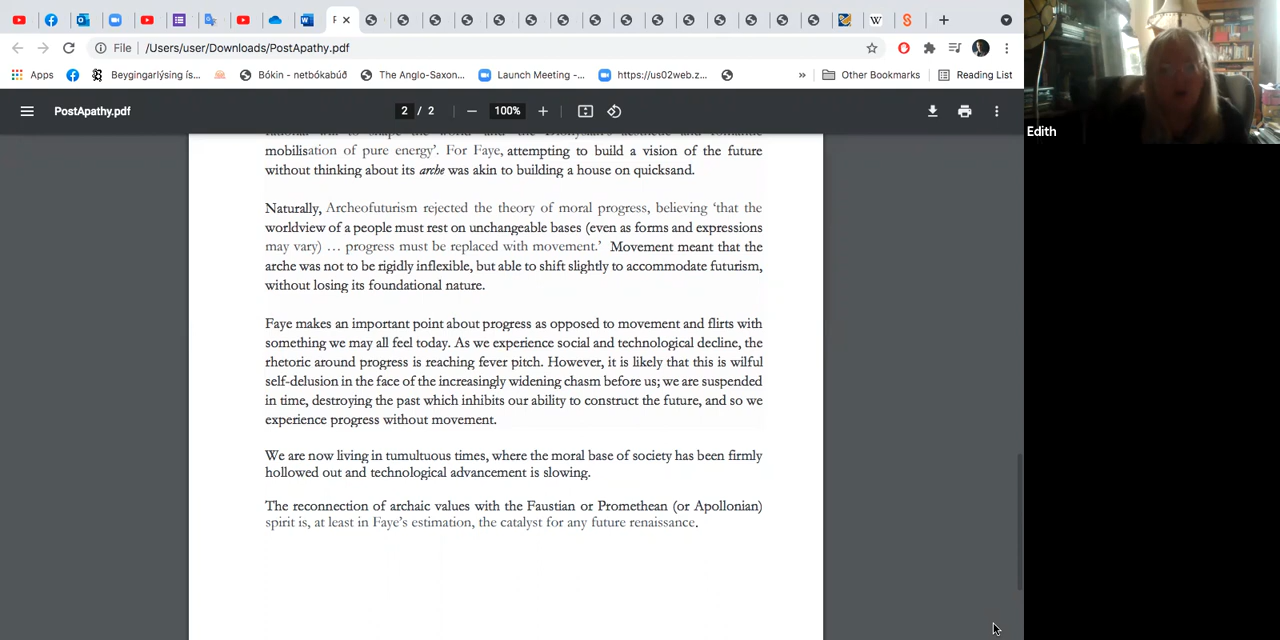 File
/Users/user/Downloads/PostApathy.pdf
Apps
Beygingarlýsing ís...
Bókin - netbókabúð
The Anglo-Saxon...
Launch Meeting -...
https://us02web.z...
»
Other Bookmarks
Reading List
PostApathy.pdf
2 / 2
100%
mobilisation of pure energy’. For Faye, attempting to build a vision of the future
without thinking about its arche was akin to building a house on quicksand.
Naturally, Archeofuturism rejected the theory of moral progress, believing ‘that the
worldview of a people must rest on unchangeable bases (even as forms and expressions
may vary) … progress must be replaced with movement.’ Movement meant that the
arche was not to be rigidly inflexible, but able to shift slightly to accommodate futurism,
without losing its foundational nature.
Faye makes an important point about progress as opposed to movement and flirts with
something we may all feel today. As we experience social and technological decline, the
rhetoric around progress is reaching fever pitch. However, it is likely that this is wilful
self-delusion in the face of the increasingly widening chasm before us; we are suspended
in time, destroying the past which inhibits our ability to construct the future, and so we
experience progress without movement.
We are now living in tumultuous times, where the moral base of society has been firmly
hollowed out and technological advancement is slowing.
The reconnection of archaic values with the Faustian or Promethean (or Apollonian)
spirit is, at least in Faye’s estimation, the catalyst for any future renaissance.
Edith